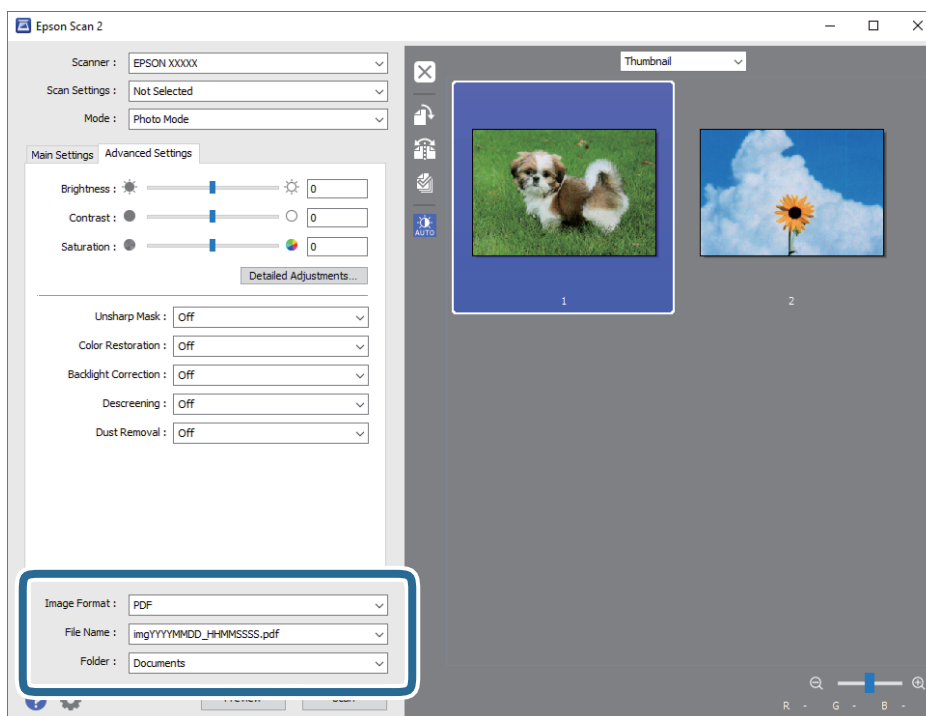 Epson Scan 2
Scanner : EPSON XXXXX
Scan Settings : Not Selected
Mode : Photo Mode
Main Settings Advanced Settings
Brightness : 0
Contrast : 0
Saturation : 0
Detailed Adjustments...
Unsharp Mask : Off
Color Restoration : Off
Backlight Correction : Off
Descreening : Off
Dust Removal : Off
Image Format : PDF
File Name : imgYYYYMMDD_HHMMSSSS.pdf
Folder : Documents
Thumbnail
AUTO
1
2
R - G - B -